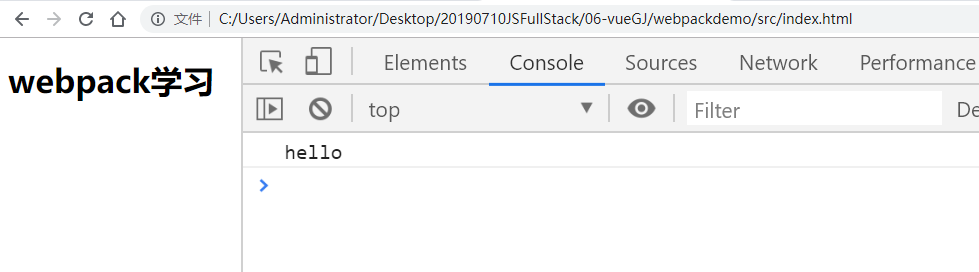 文件 C:/Users/Administrator/Desktop/20190710JSFullStack/06-vueGJ/webpackdemo/src/index.html
webpack学习
Elements Console Sources Network Performance
top Filter De
hello